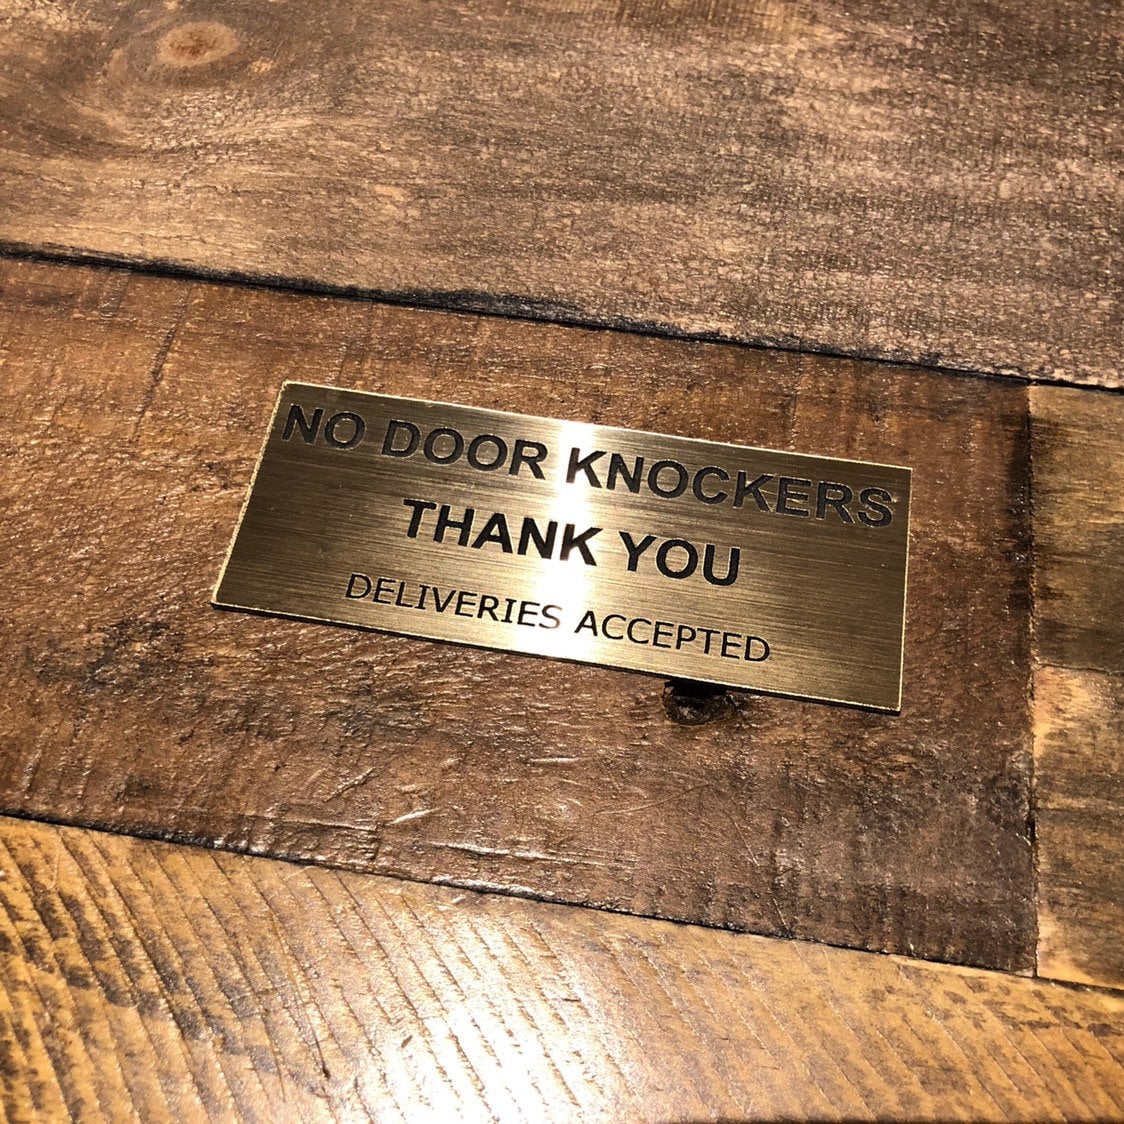 NO DOOR KNOCKERS
THANK YOU
DELIVERIES ACCEPTED